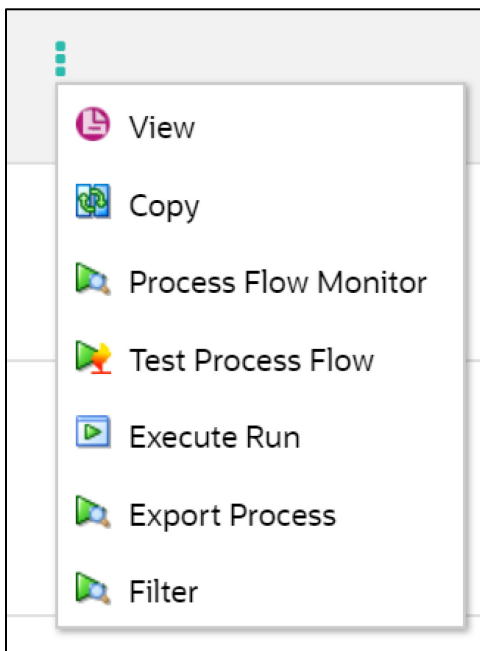 View
Copy
Process Flow Monitor
Test Process Flow
Execute Run
Export Process
Filter